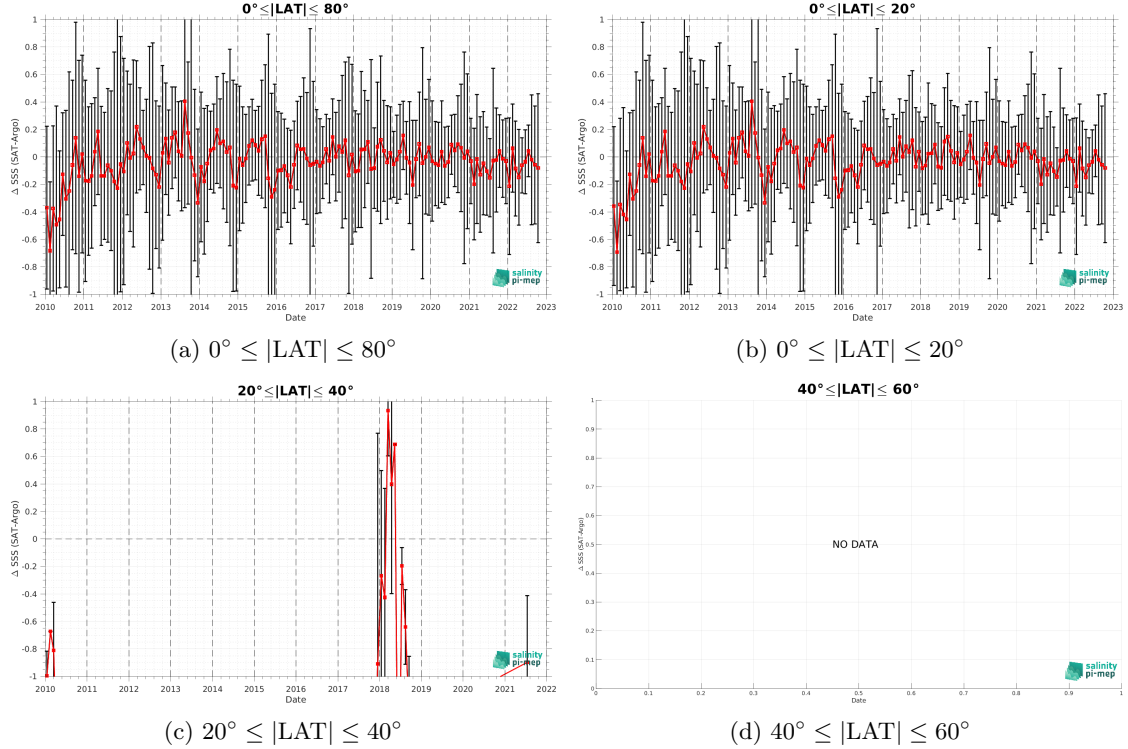 0°≤|LAT|≤ 80°
1
0.8
0.6
0.4
0.2
0
-0.2
-0.4
-0.6
-0.8
-1
Δ SSS (SAT-Argo)
2010 2011 2012 2013 2014 2015 2016 2017 2018 2019 2020 2021 2022 2023
Date
salinity
pi-mep
(a) 0° ≤ |LAT| ≤ 80°
0°≤|LAT|≤ 20°
1
0.8
0.6
0.4
0.2
0
-0.2
-0.4
-0.6
-0.8
-1
Δ SSS (SAT-Argo)
2010 2011 2012 2013 2014 2015 2016 2017 2018 2019 2020 2021 2022 2023
Date
salinity
pi-mep
(b) 0° ≤ |LAT| ≤ 20°
20°≤|LAT|≤ 40°
1
0.8
0.6
0.4
0.2
0
-0.2
-0.4
-0.6
-0.8
-1
Δ SSS (SAT-Argo)
2010 2011 2012 2013 2014 2015 2016 2017 2018 2019 2020 2021 2022
Date
salinity
pi-mep
(c) 20° ≤ |LAT| ≤ 40°
40°≤|LAT|≤ 60°
1
0.9
0.8
0.7
0.6
0.5
0.4
0.3
0.2
0.1
0
Δ SSS (SAT-Argo)
NO DATA
0 0.1 0.2 0.3 0.4 0.5 0.6 0.7 0.8 0.9 1
Date
salinity
pi-mep
(d) 40° ≤ |LAT| ≤ 60°